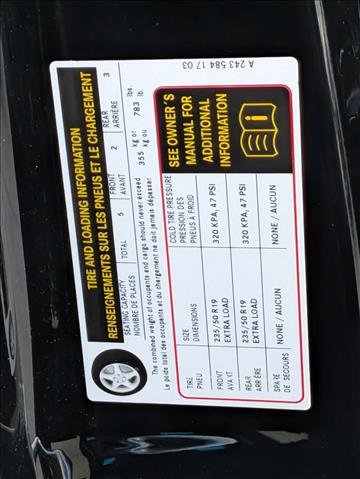 A 243 584 17 03
TIRE AND LOADING INFORMATION
RENSEIGNEMENTS SUR LES PNEUS ET LE CHARGEMENT
SEATING CAPACITY TOTAL 5 FRONT 2 REAR 3
NOMBRE DE PLACES AVANT ARRIÈRE
The combined weight of occupants and cargo should never exceed 355 kg or 783 lbs.
Le poids total des occupants et du chargement ne doit jamais dépasser kg ou lb.
TIRE SIZE COLD TIRE PRESSURE
PNEU DIMENSIONS PRESSION DES
PNEUS À FROID
FRONT 235/50 R19 320 KPA, 47 PSI
AVANT EXTRA LOAD
REAR 235/50 R19 320 KPA, 47 PSI
ARRIÈRE EXTRA LOAD
SPARE NONE / AUCUN NONE / AUCUN
DE SECOURS
SEE OWNER´S
MANUAL FOR
ADDITIONAL
INFORMATION